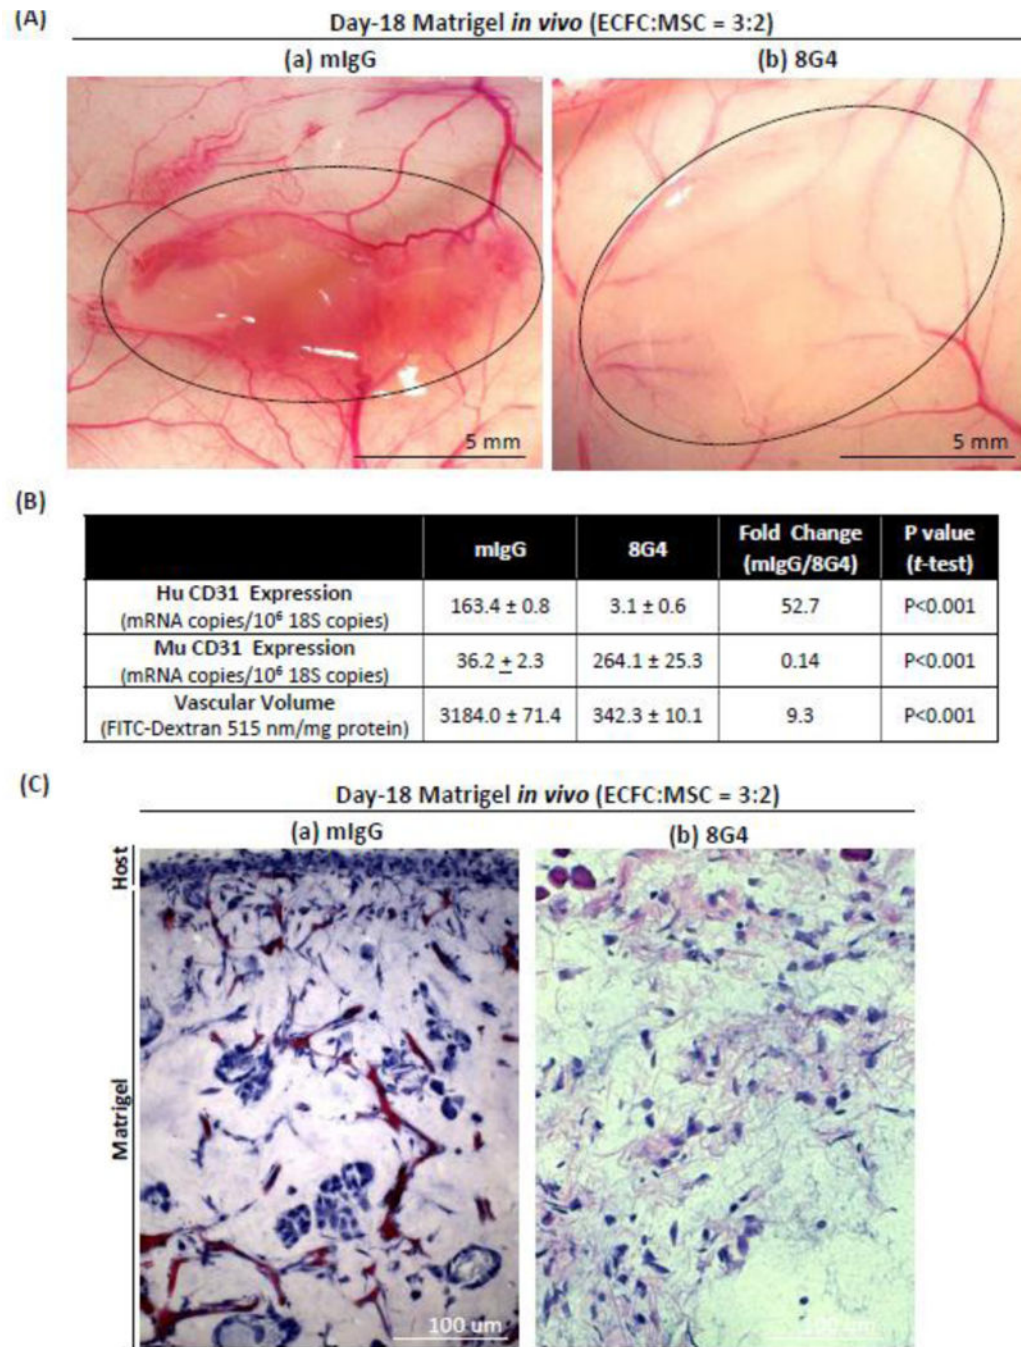 (A)
Day-18 Matrigel in vivo (ECFC:MSC = 3:2)
(a) mIgG
(b) 8G4
5 mm
5 mm
(B)
mIgG 8G4 Fold Change (mIgG/8G4) P value (t-test)
Hu CD31 Expression (mRNA copies/10⁶ 18S copies) 163.4 ± 0.8 3.1 ± 0.6 52.7 P<0.001
Mu CD31 Expression (mRNA copies/10⁶ 18S copies) 36.2 ± 2.3 264.1 ± 25.3 0.14 P<0.001
Vascular Volume (FITC-Dextran 515 nm/mg protein) 3184.0 ± 71.4 342.3 ± 10.1 9.3 P<0.001
(C)
Day-18 Matrigel in vivo (ECFC:MSC = 3:2)
(a) mIgG
(b) 8G4
Host
Matrigel
100 um
100 um